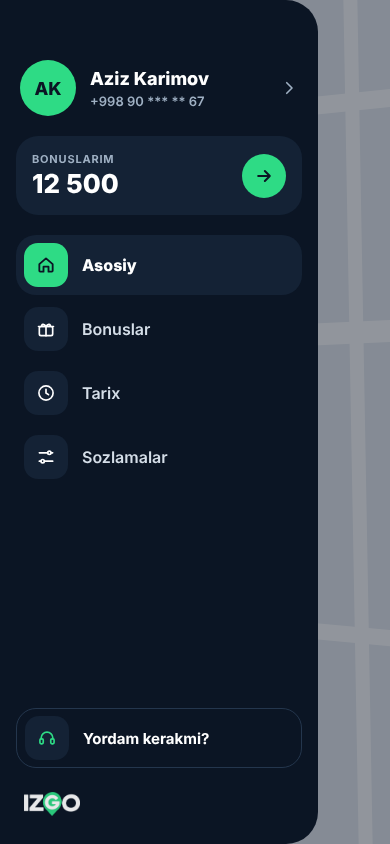 AK
Aziz Karimov
+998 90 *** ** 67
BONUSLARIM
12 500
Asosiy
Bonuslar
Tarix
Sozlamalar
Yordam kerakmi?
IZGO